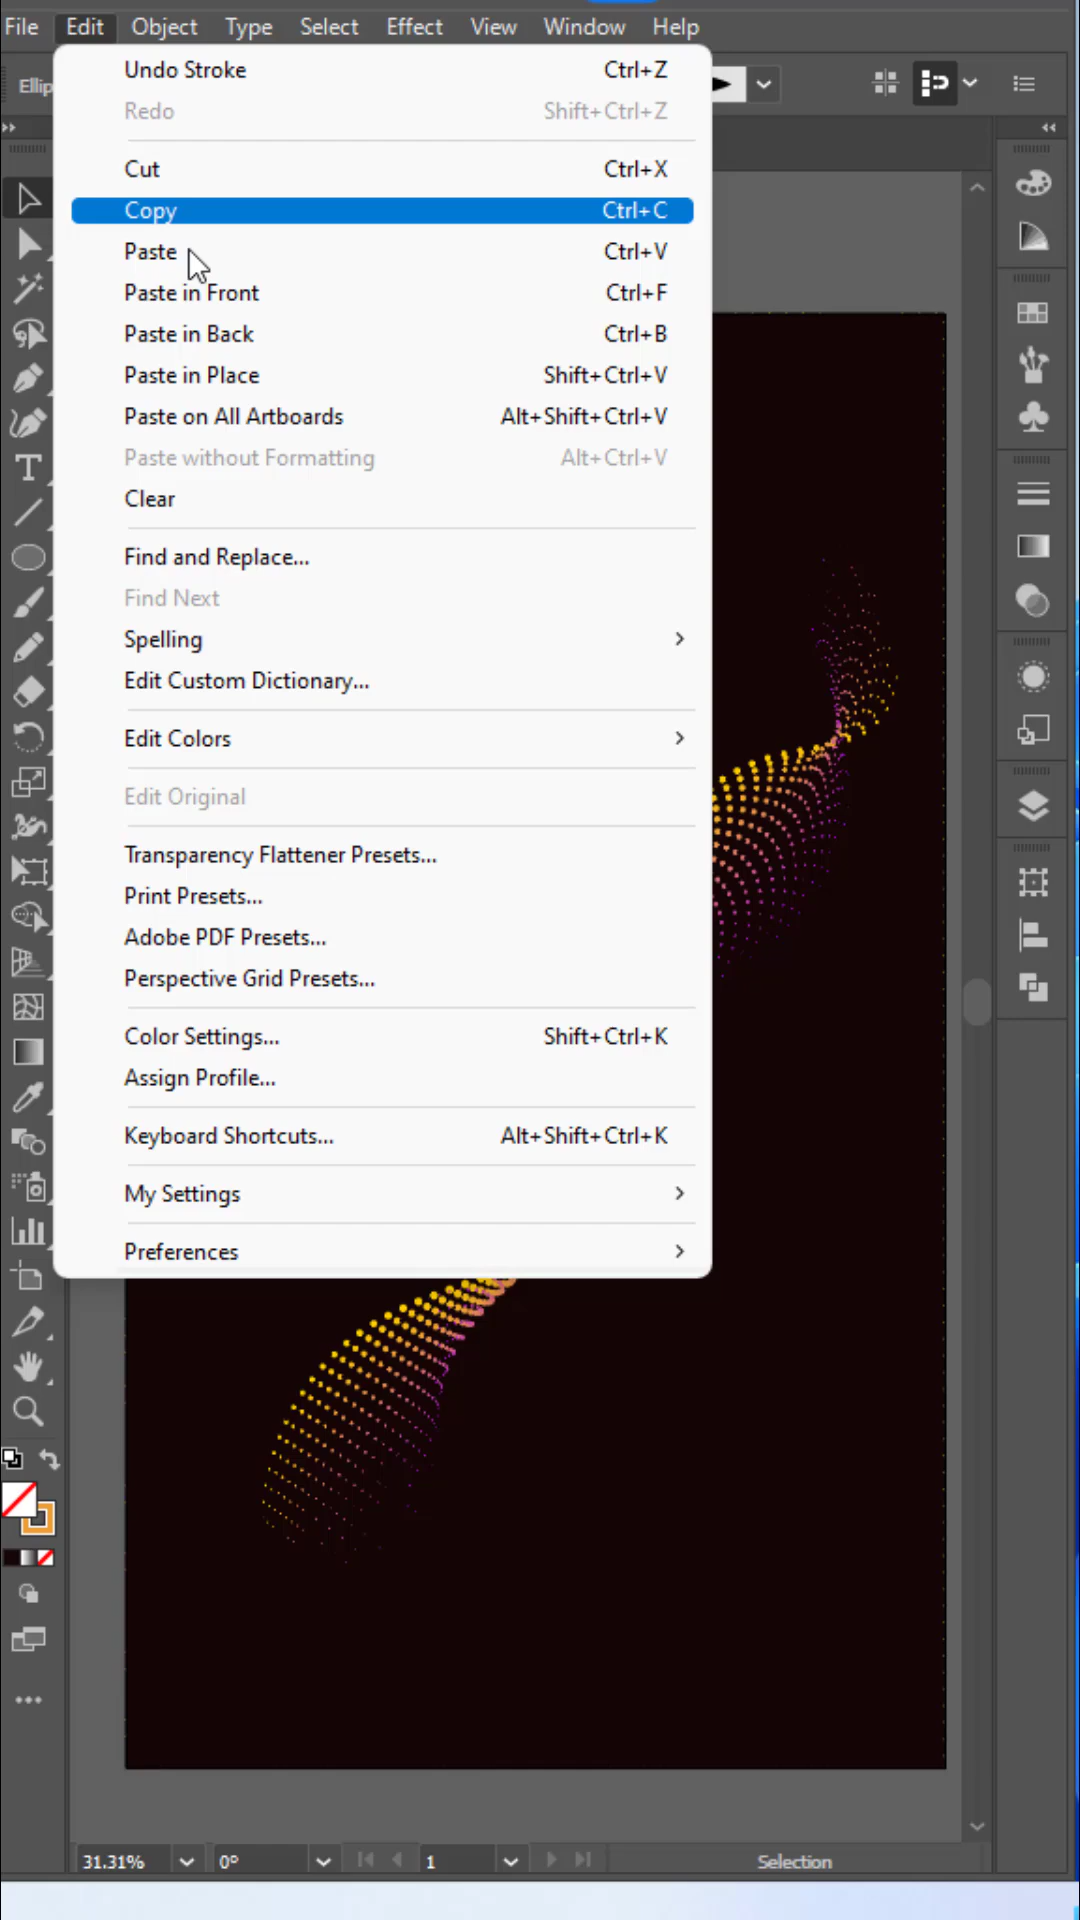 File Edit Object Type Select Effect View Window Help
Ellip
Undo Stroke Ctrl+Z
Redo Shift+Ctrl+Z
Cut Ctrl+X
Copy Ctrl+C
Paste Ctrl+V
Paste in Front Ctrl+F
Paste in Back Ctrl+B
Paste in Place Shift+Ctrl+V
Paste on All Artboards Alt+Shift+Ctrl+V
Paste without Formatting Alt+Ctrl+V
Clear
Find and Replace...
Find Next
Spelling
Edit Custom Dictionary...
Edit Colors
Edit Original
Transparency Flattener Presets...
Print Presets...
Adobe PDF Presets...
Perspective Grid Presets...
Color Settings... Shift+Ctrl+K
Assign Profile...
Keyboard Shortcuts... Alt+Shift+Ctrl+K
My Settings
Preferences
31.31% 0° 1 Selection